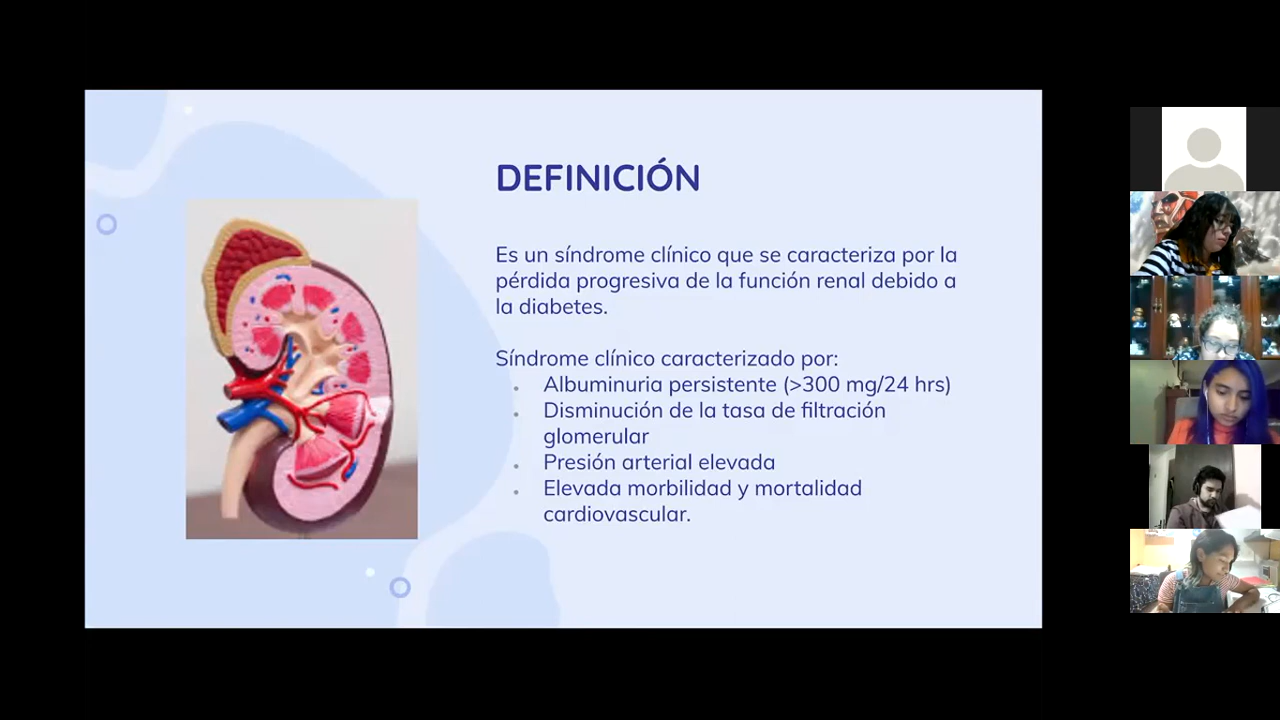 DEFINICIÓN
Es un síndrome clínico que se caracteriza por la
pérdida progresiva de la función renal debido a
la diabetes.
Síndrome clínico caracterizado por:
• Albuminuria persistente (>300 mg/24 hrs)
• Disminución de la tasa de filtración
glomerular
• Presión arterial elevada
• Elevada morbilidad y mortalidad
cardiovascular.